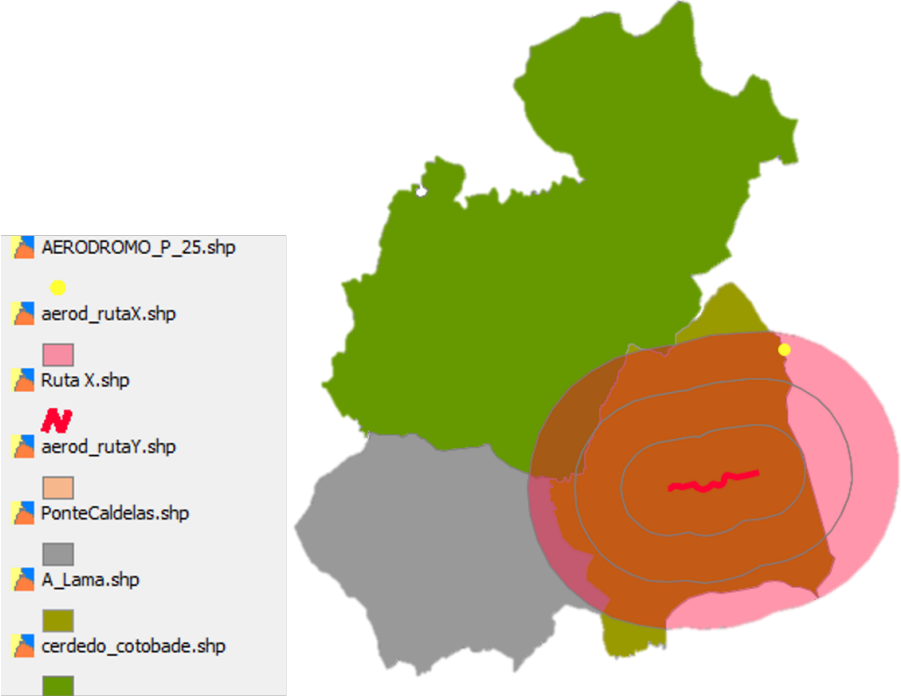 AERODROMO_P_25.shp
aerod_rutaX.shp
Ruta X.shp
aerod_rutaY.shp
PonteCaldelas.shp
A_Lama.shp
cerdedo_cotobade.shp